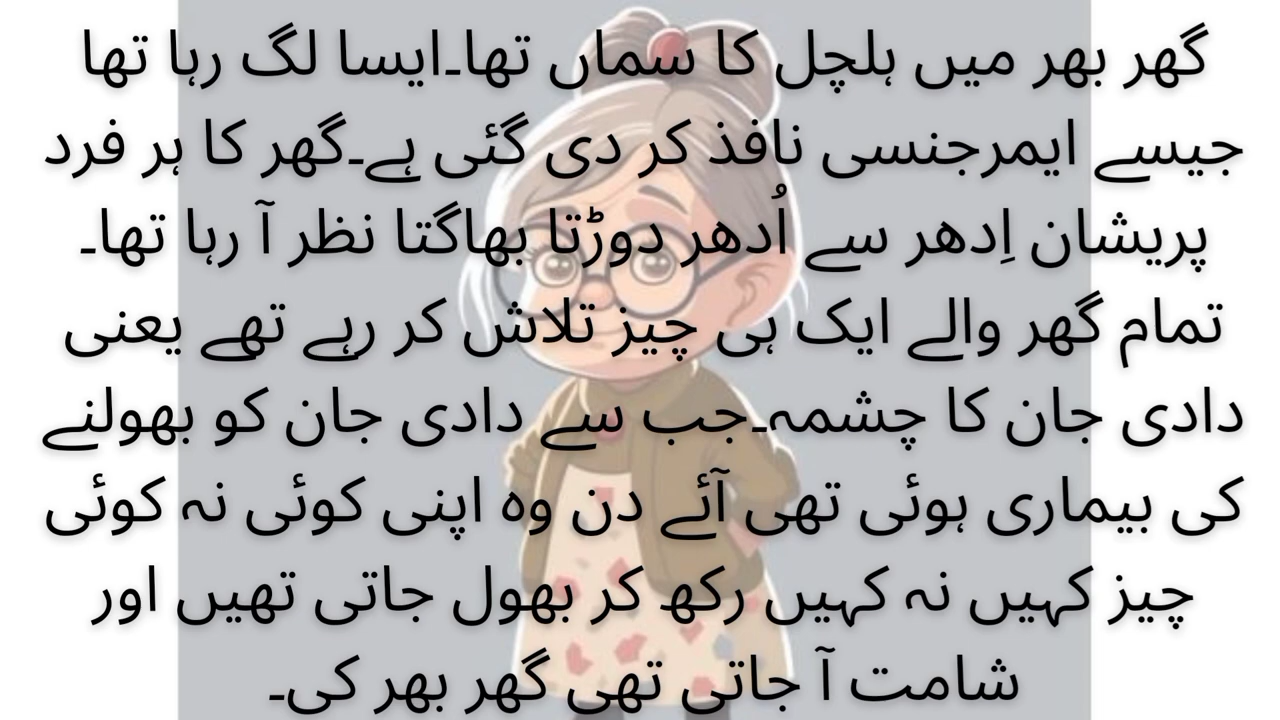 گھر بھر میں ہلچل کا سماں تھا۔ایسا لگ رہا تھا
جیسے ایمرجنسی نافذ کر دی گئی ہے۔گھر کا ہر فرد
پریشان اِدھر سے اُدھر دوڑتا بھاگتا نظر آ رہا تھا۔
تمام گھر والے ایک ہی چیز تلاش کر رہے تھے یعنی
دادی جان کا چشمہ۔جب سے دادی جان کو بھولنے
کی بیماری ہوئی تھی آئے دن وہ اپنی کوئی نہ کوئی
چیز کہیں نہ کہیں رکھ کر بھول جاتی تھیں اور
شامت آ جاتی تھی گھر بھر کی۔